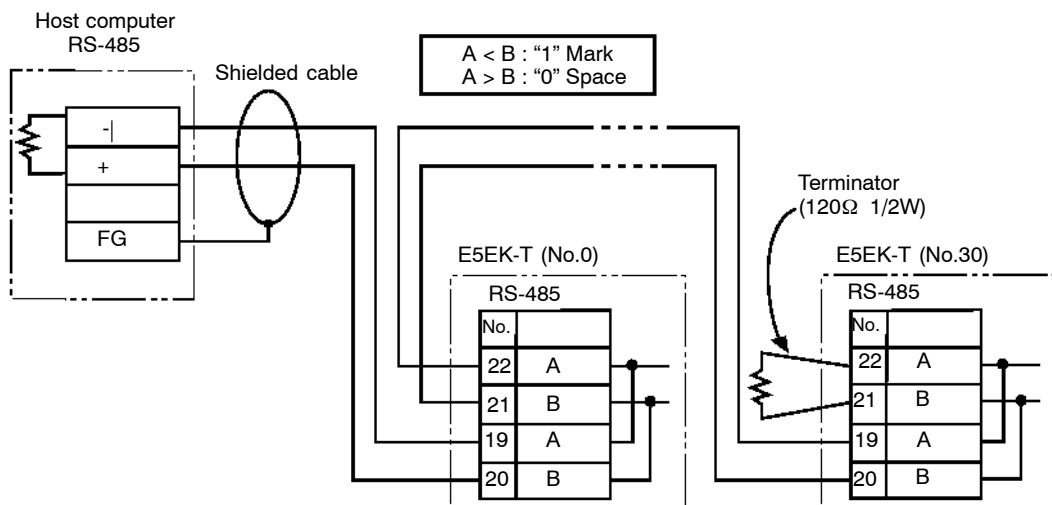 Host computer
RS-485
A < B : “1” Mark
A > B : “0” Space
Shielded cable
-
+
FG
Terminator
(120Ω 1/2W)
E5EK-T (No.0)
RS-485
No.
22 A
21 B
19 A
20 B
E5EK-T (No.30)
RS-485
No.
22 A
21 B
19 A
20 B